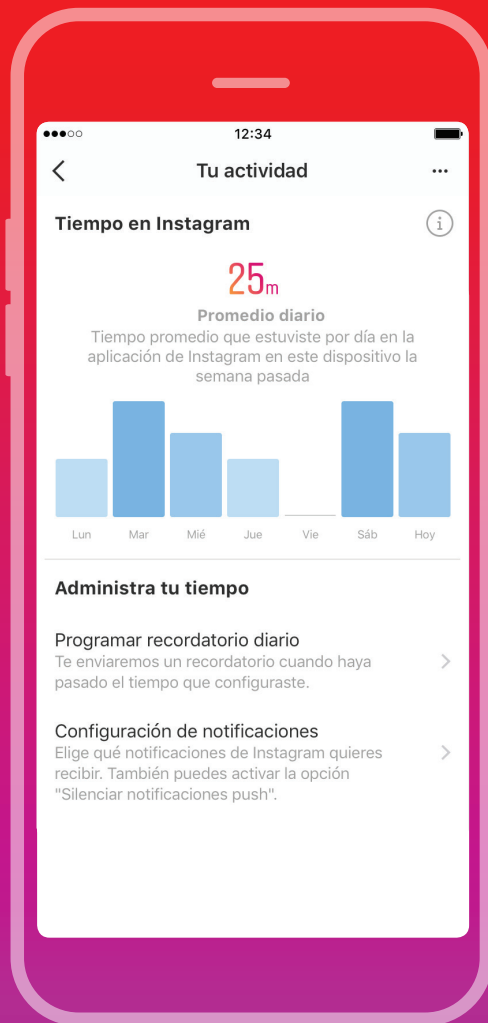 12:34
Tu actividad
Tiempo en Instagram
25m
Promedio diario
Tiempo promedio que estuviste por día en la
aplicación de Instagram en este dispositivo la
semana pasada
Lun Mar Mié Jue Vie Sáb Hoy
Administra tu tiempo
Programar recordatorio diario
Te enviaremos un recordatorio cuando haya
pasado el tiempo que configuraste.
Configuración de notificaciones
Elige qué notificaciones de Instagram quieres
recibir. También puedes activar la opción
"Silenciar notificaciones push".